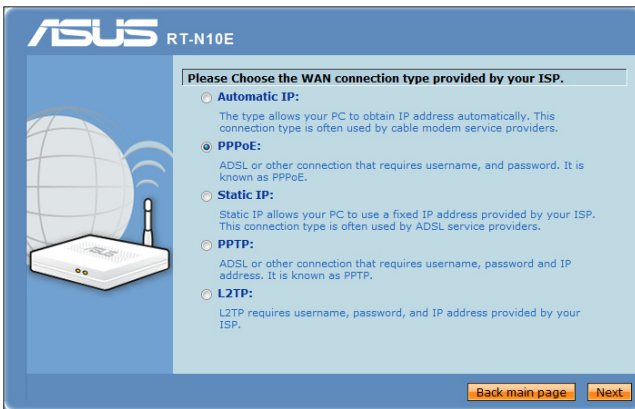 ASUS RT-N10E
Please Choose the WAN connection type provided by your ISP.
Automatic IP:
The type allows your PC to obtain IP address automatically. This
connection type is often used by cable modem service providers.
PPPoE:
ADSL or other connection that requires username, and password. It is
known as PPPoE.
Static IP:
Static IP allows your PC to use a fixed IP address provided by your ISP.
This connection type is often used by ADSL service providers.
PPTP:
ADSL or other connection that requires username, password and IP
address. It is known as PPTP.
L2TP:
L2TP requires username, password, and IP address provided by your
ISP.
ASUS
Back main page Next